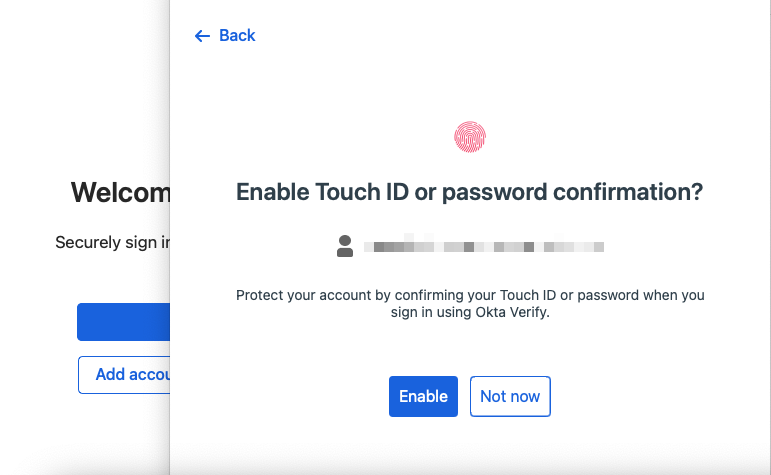 Back
Welcom
Securely sign in
Add accou
Enable Touch ID or password confirmation?
Protect your account by confirming your Touch ID or password when you
sign in using Okta Verify.
Enable
Not now